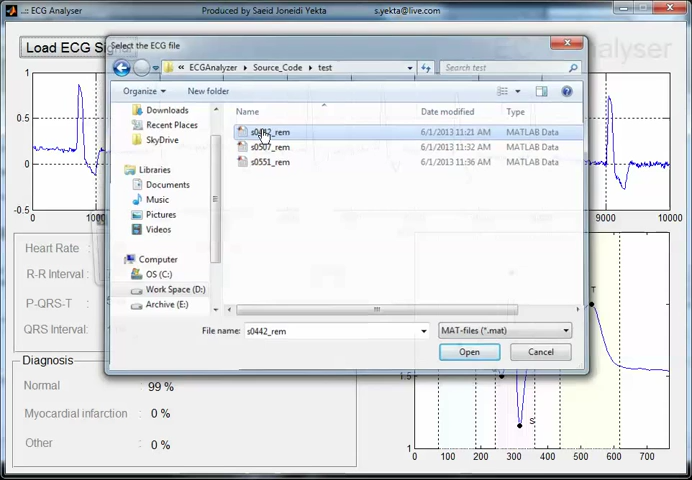 ..:: ECG Analyser
Produced by Saeid Joneidi Yekta
s.yekta@live.com
Load ECG Signal
ECG Analyser
Select the ECG file
ECGAnalyzer
Source_Code
test
Search test
Organize
New folder
Name
Date modified
Type
Downloads
Recent Places
SkyDrive
Libraries
Documents
Music
Pictures
Videos
Computer
OS (C:)
Work Space (D:)
Archive (E:)
s0442_rem
6/1/2013 11:21 AM
MATLAB Data
s0507_rem
6/1/2013 11:32 AM
MATLAB Data
s0551_rem
6/1/2013 11:36 AM
MATLAB Data
File name:
s0442_rem
MAT-files (*.mat)
Open
Cancel
1
0.5
0
-0.5
0
1000
9000
10000
Heart Rate :
R-R Interval :
P-QRS-T :
QRS Interval :
Diagnosis
Normal : 99 %
Myocardial infarction : 0 %
Other : 0 %
T
S
1.5
1
0 100 200 300 400 500 600 700